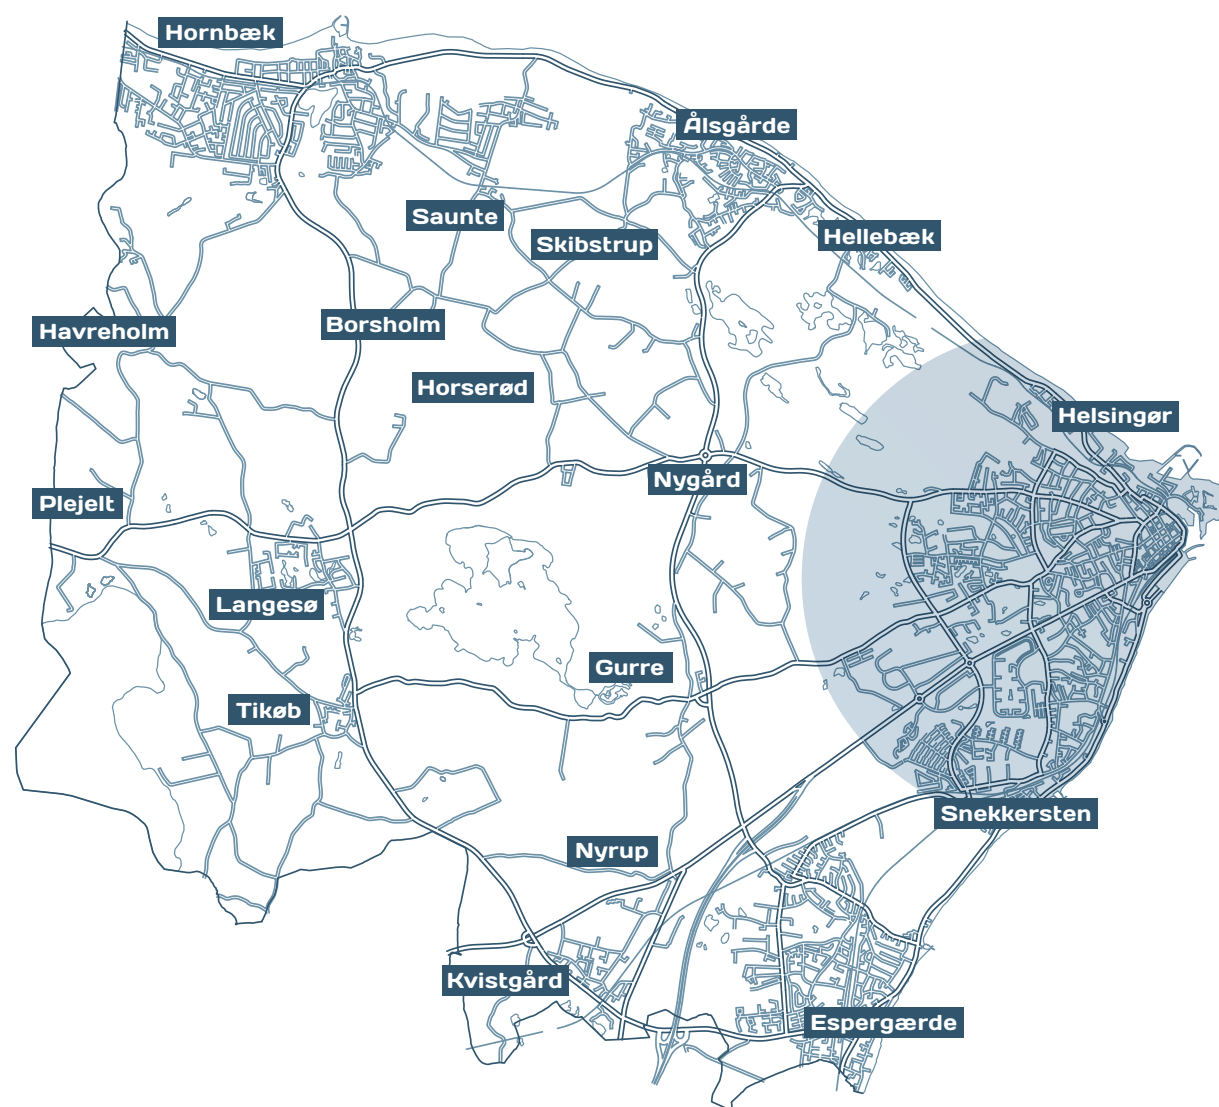 Hornbæk
Ålsgårde
Saunte
Skibstrup
Hellebæk
Havreholm
Borsholm
Horserød
Helsingør
Nygård
Plejelt
Langesø
Gurre
Tikøb
Snekkersten
Nyrup
Kvistgård
Espergærde